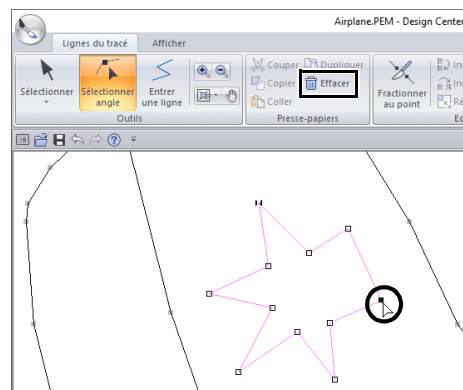 Airplane.PEM - Design Center
Lignes du tracé Afficher
Sélectionner
Sélectionner angle
Entrer une ligne
Outils
Couper
Dupliquer
Copier
Effacer
Coller
Presse-papiers
Fractionner au point